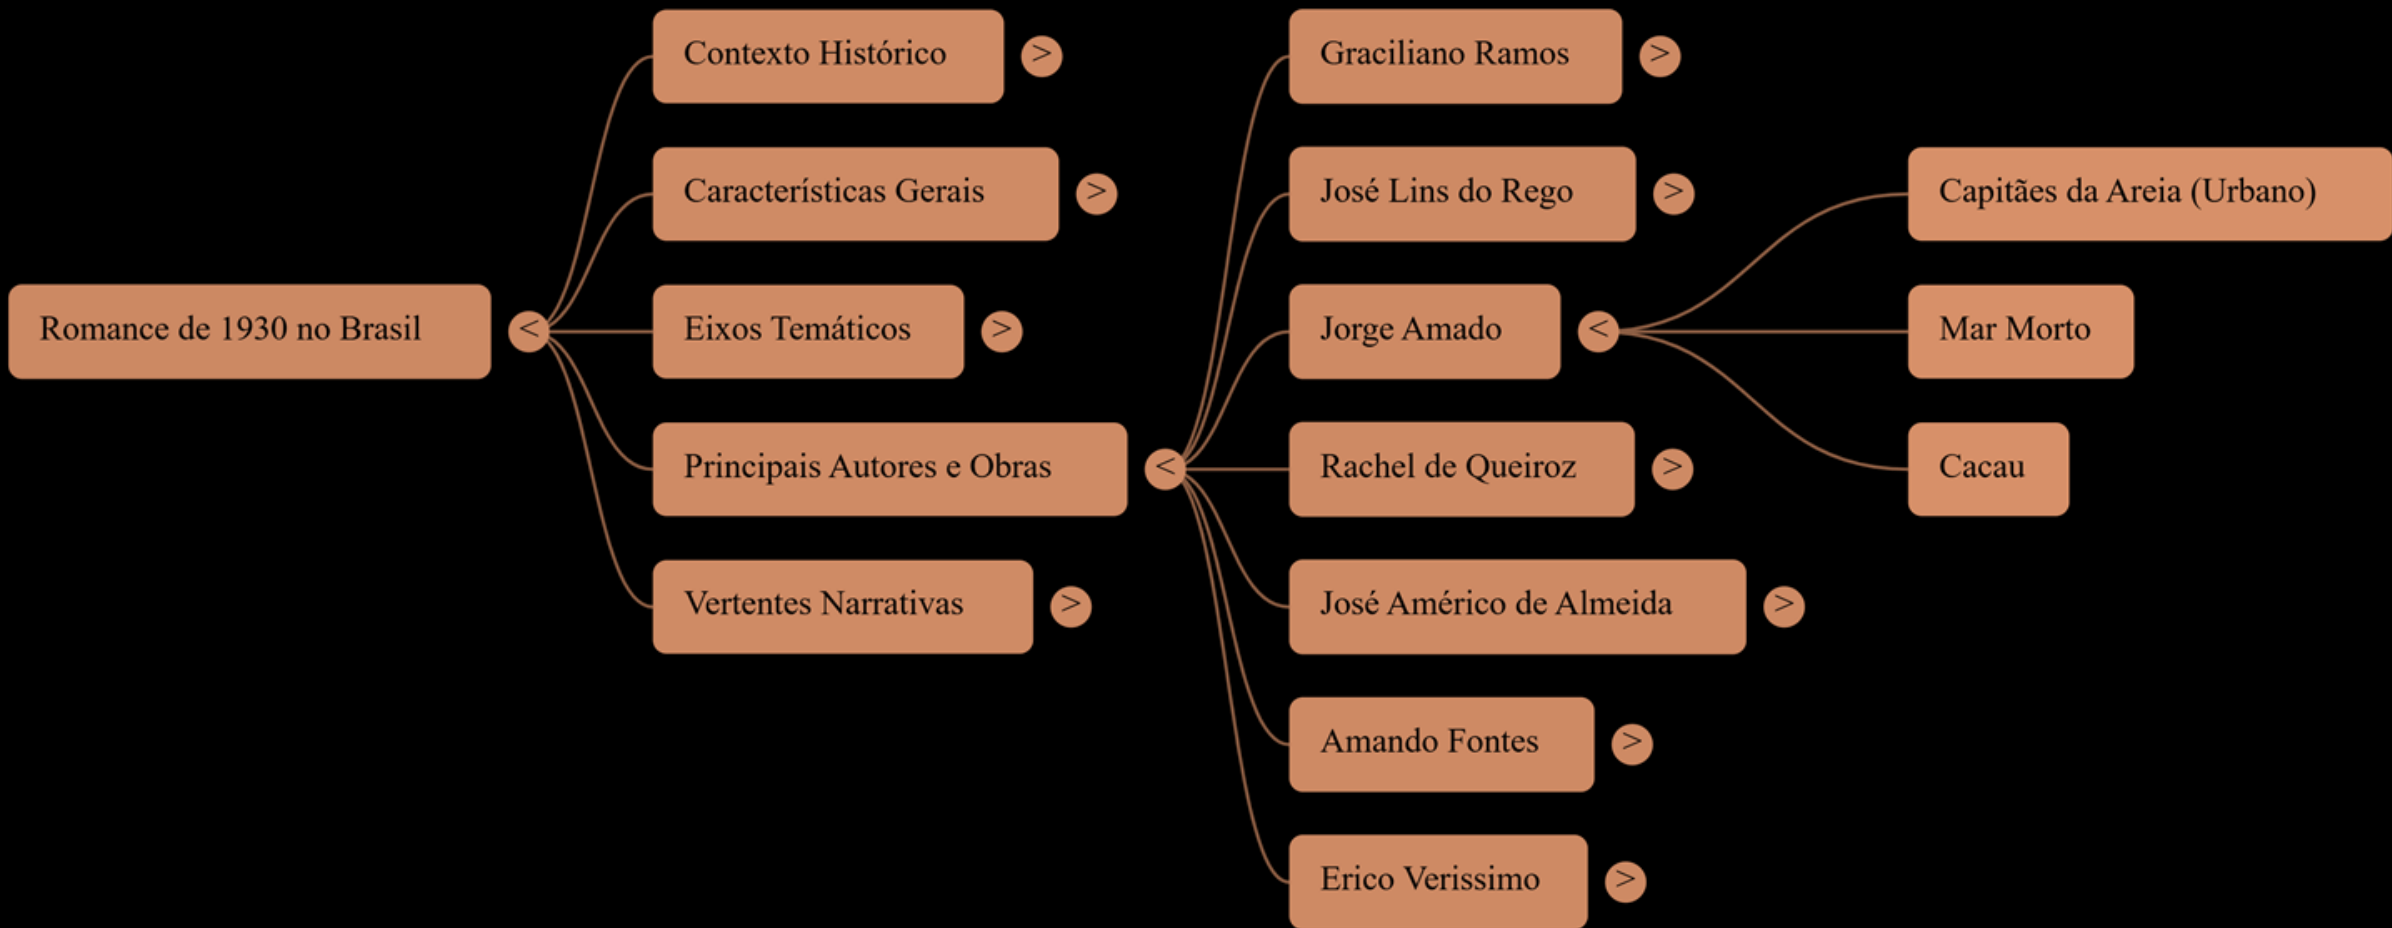 Romance de 1930 no Brasil
<
Contexto Histórico
>
Características Gerais
>
Eixos Temáticos
>
Principais Autores e Obras
<
Vertentes Narrativas
>
Graciliano Ramos
>
José Lins do Rego
>
Jorge Amado
<
Rachel de Queiroz
>
José Américo de Almeida
>
Amando Fontes
>
Erico Verissimo
>
Capitães da Areia (Urbano)
Mar Morto
Cacau